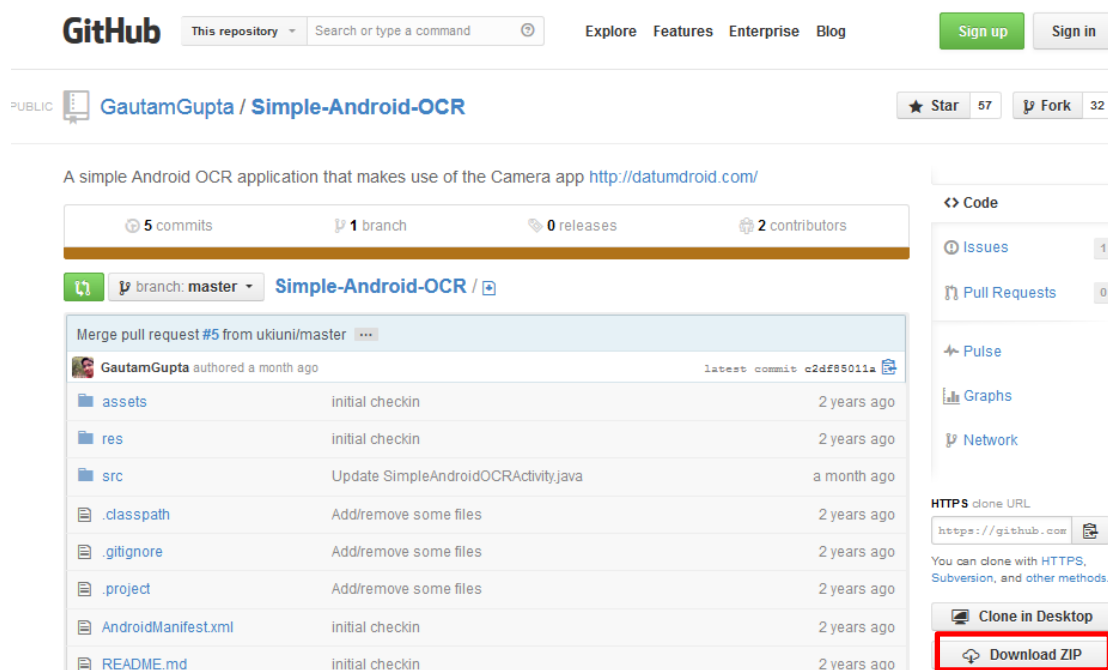 GitHub This repository Search or type a command Explore Features Enterprise Blog Sign up Sign in
PUBLIC GautamGupta / Simple-Android-OCR Star 57 Fork 32
A simple Android OCR application that makes use of the Camera app http://datumdroid.com/
5 commits 1 branch 0 releases 2 contributors
branch: master Simple-Android-OCR /
Merge pull request #5 from ukiuni/master ...
GautamGupta authored a month ago latest commit c2df85011a
assets initial checkin 2 years ago
res initial checkin 2 years ago
src Update SimpleAndroidOCRActivity.java a month ago
.classpath Add/remove some files 2 years ago
.gitignore Add/remove some files 2 years ago
.project Add/remove some files 2 years ago
AndroidManifest.xml initial checkin 2 years ago
README.md initial checkin 2 years ago
<> Code
Issues 1
Pull Requests 0
Pulse
Graphs
Network
HTTPS clone URL
https://github.com
You can clone with HTTPS,
Subversion, and other methods.
Clone in Desktop
Download ZIP